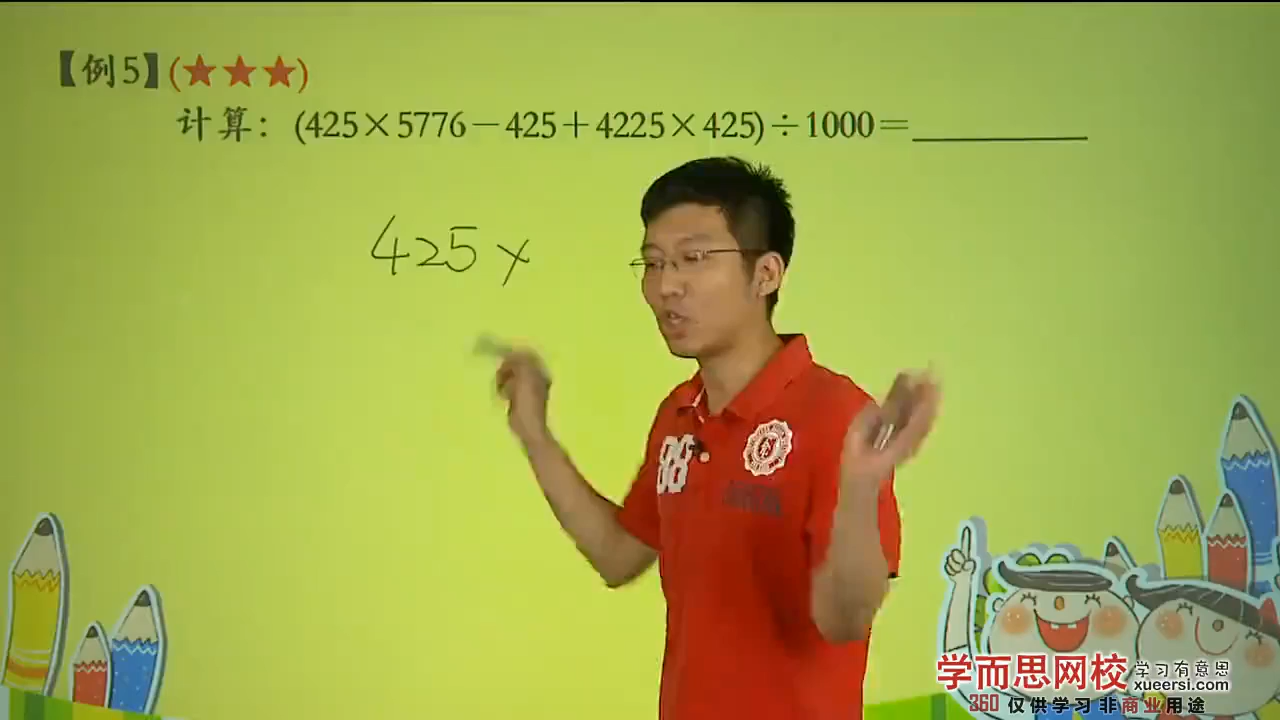 【例5】(★★★)
计算：(425×5776－425＋4225×425)÷1000＝
425×
88
学而思网校 学习有意思
xueersi.com
360 仅供学习 非商业用途